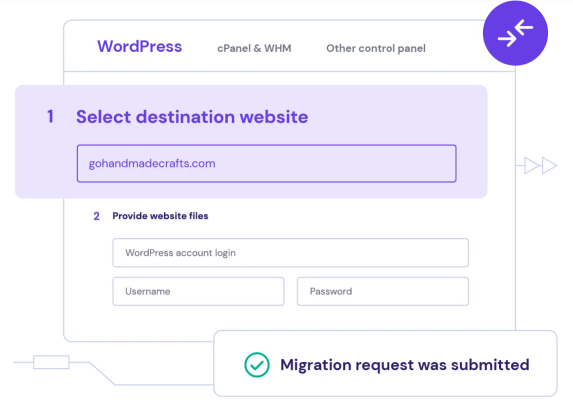 WordPress
cPanel & WHM
Other control panel
1 Select destination website
gohandmadecrafts.com
2 Provide website files
WordPress account login
Username
Password
Migration request was submitted